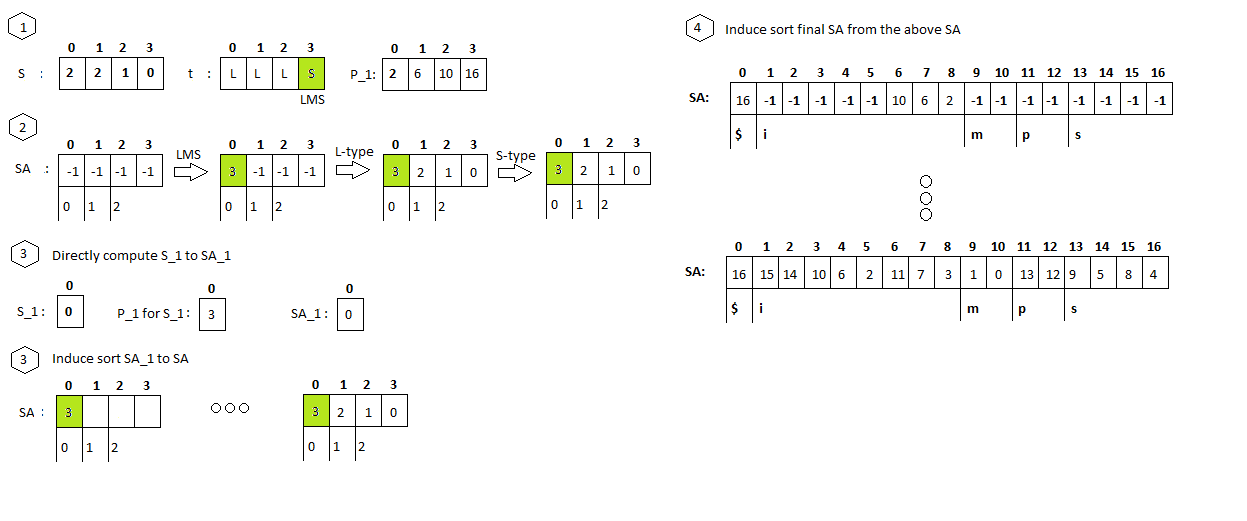 1
0 1 2 3
S : 2 2 1 0
0 1 2 3
t : L L L S
LMS
0 1 2 3
P_1: 2 6 10 16
2
0 1 2 3
SA : -1 -1 -1 -1
0 1 2
LMS
0 1 2 3
3 -1 -1 -1
0 1 2
L-type
0 1 2 3
3 2 1 0
0 1 2
S-type
0 1 2 3
3 2 1 0
0 1 2
3 Directly compute S_1 to SA_1
0
S_1: 0
0
P_1 for S_1: 3
0
SA_1: 0
3 Induce sort SA_1 to SA
0 1 2 3
SA : 3
0 1 2
0 1 2 3
3 2 1 0
0 1 2
4 Induce sort final SA from the above SA
0 1 2 3 4 5 6 7 8 9 10 11 12 13 14 15 16
SA: 16 -1 -1 -1 -1 -1 10 6 2 -1 -1 -1 -1 -1 -1 -1 -1
$ i m p s
0 1 2 3 4 5 6 7 8 9 10 11 12 13 14 15 16
SA: 16 15 14 10 6 2 11 7 3 1 0 13 12 9 5 8 4
$ i m p s